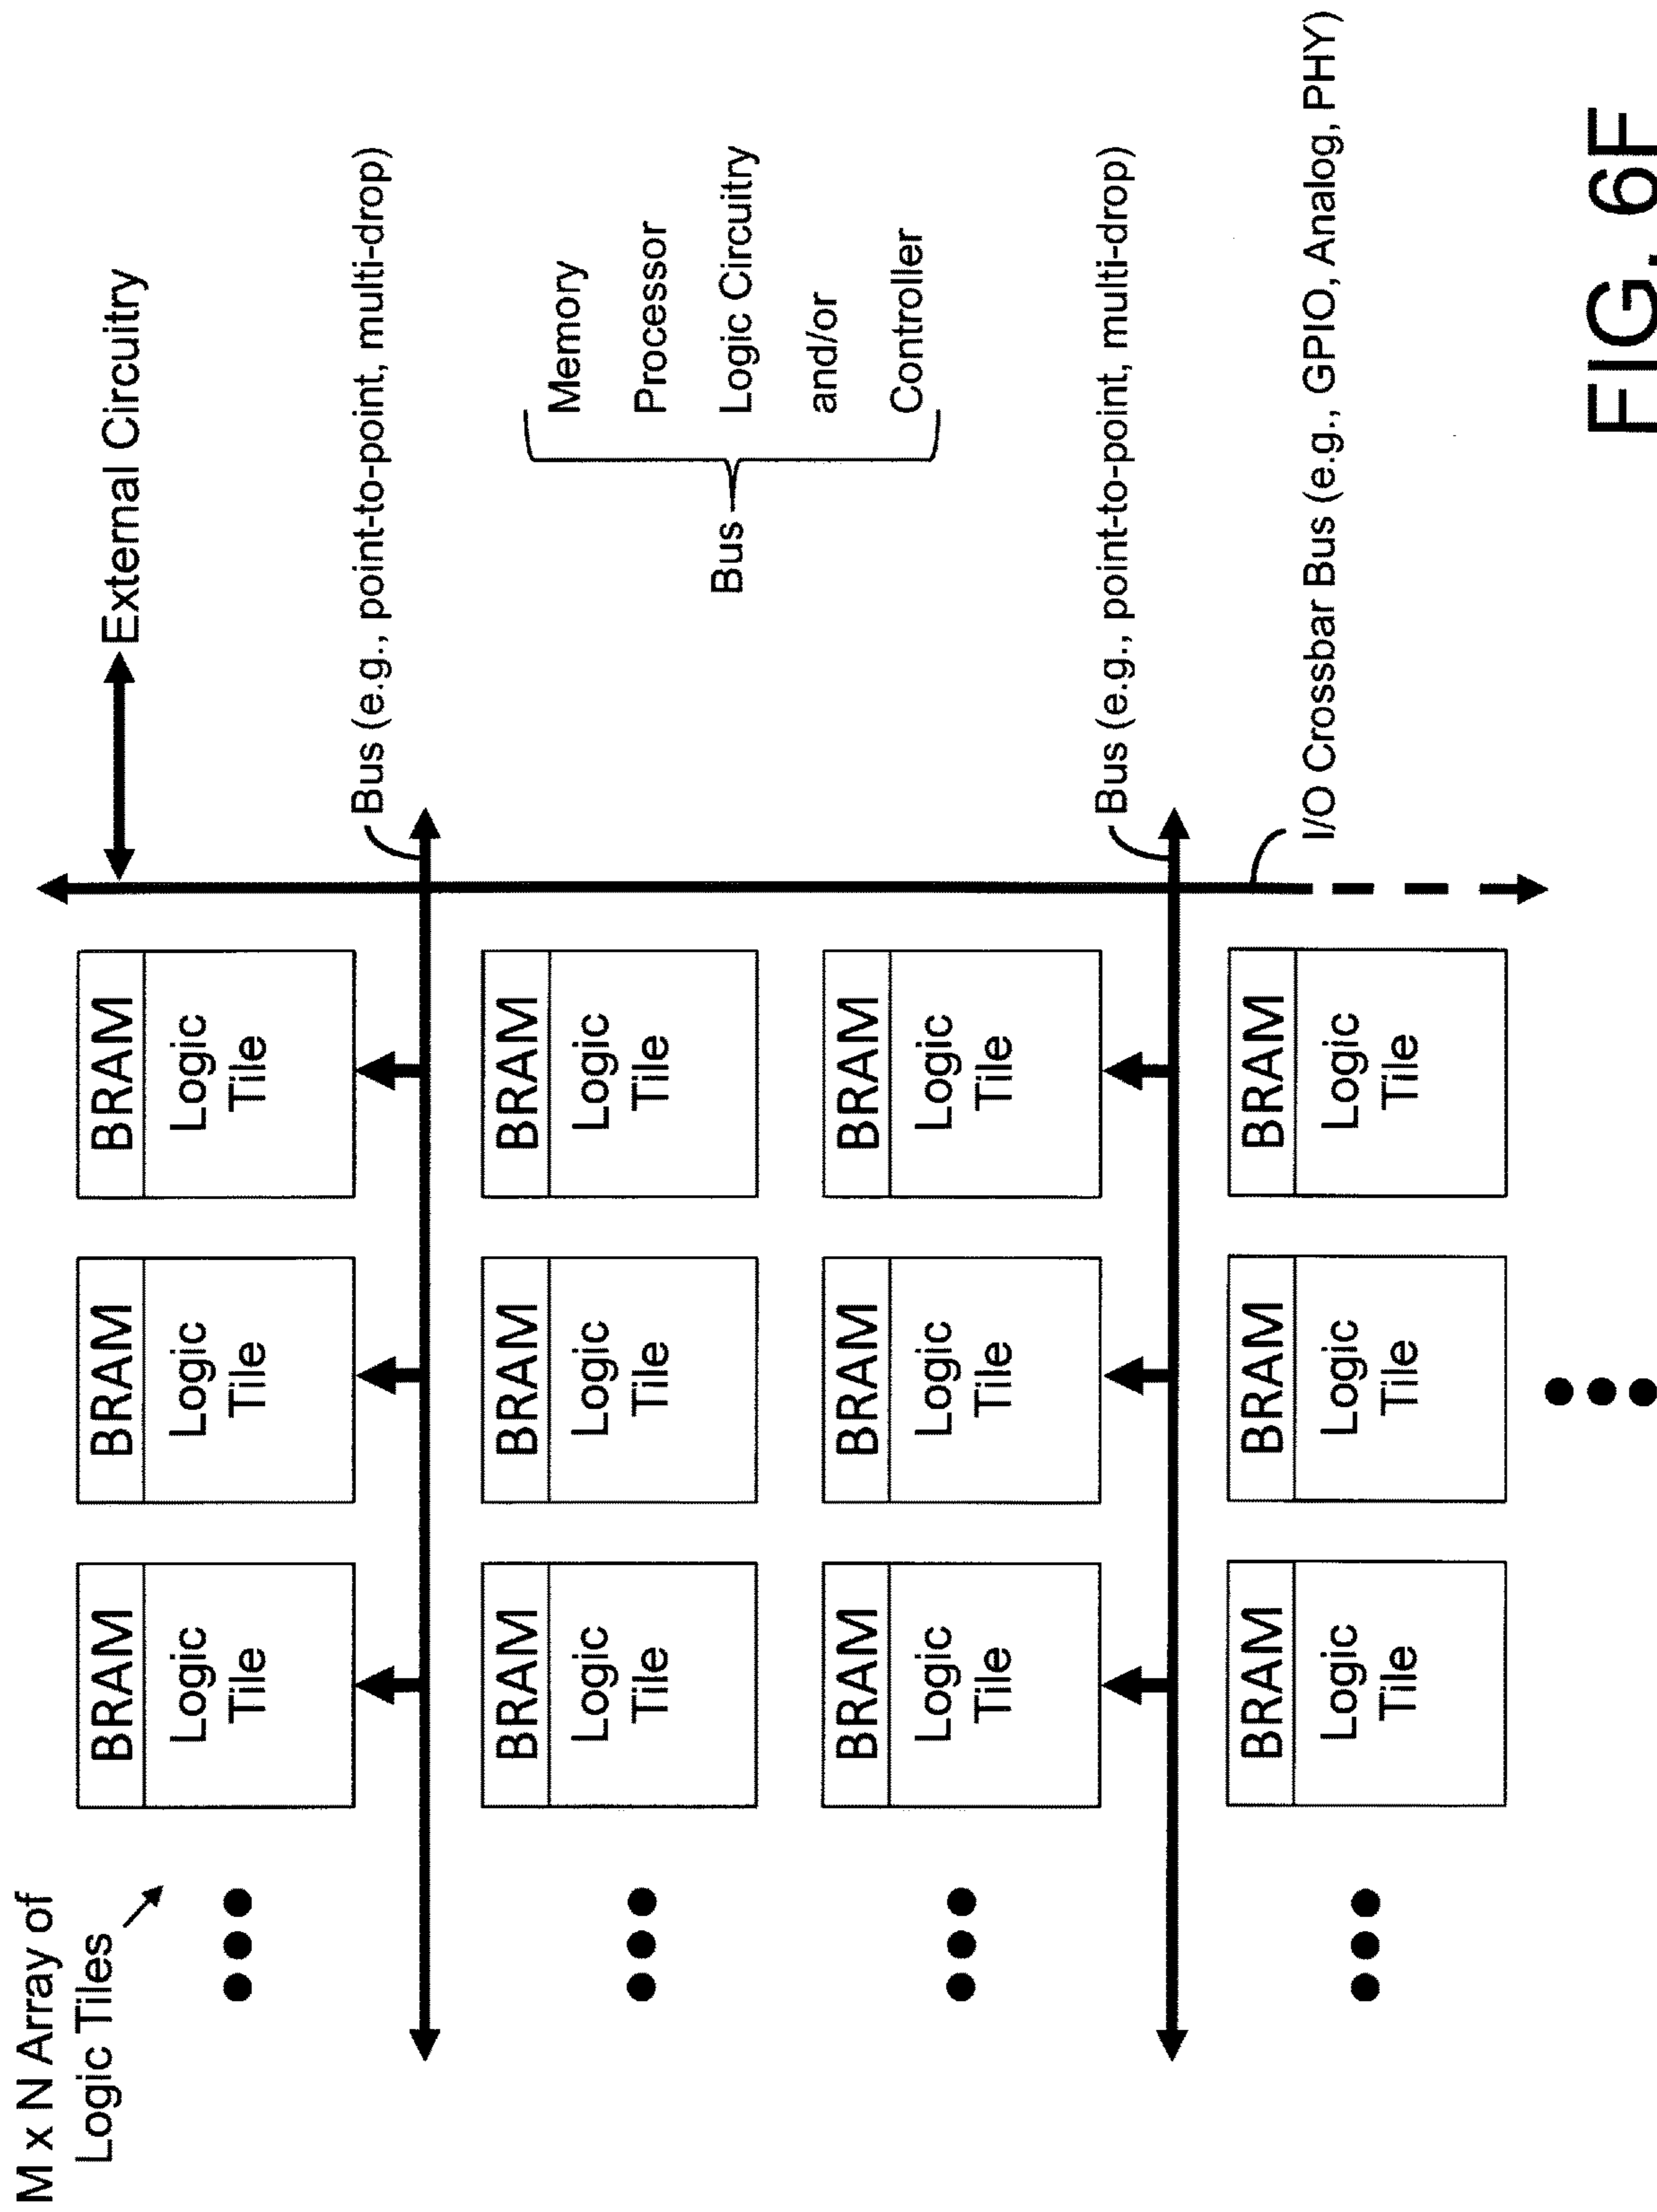 M x N Array of
Logic Tiles
BRAM BRAM BRAM
Logic Logic Logic
Tile Tile Tile
External Circuitry
Bus (e.g., point-to-point, multi-drop)
BRAM BRAM BRAM
Logic Logic Logic
Tile Tile Tile
Bus
Memory
Processor
Logic Circuitry
and/or
Controller
BRAM BRAM BRAM
Logic Logic Logic
Tile Tile Tile
Bus (e.g., point-to-point, multi-drop)
BRAM BRAM BRAM
Logic Logic Logic
Tile Tile Tile
I/O Crossbar Bus (e.g., GPIO, Analog, PHY)
FIG. 6F